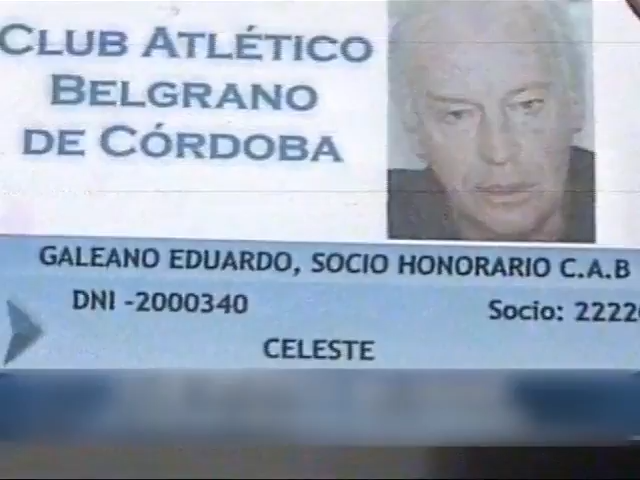 CLUB ATLÉTICO
BELGRANO
DE CÓRDOBA
GALEANO EDUARDO, SOCIO HONORARIO C.A.B
DNI -2000340
Socio: 2222
CELESTE